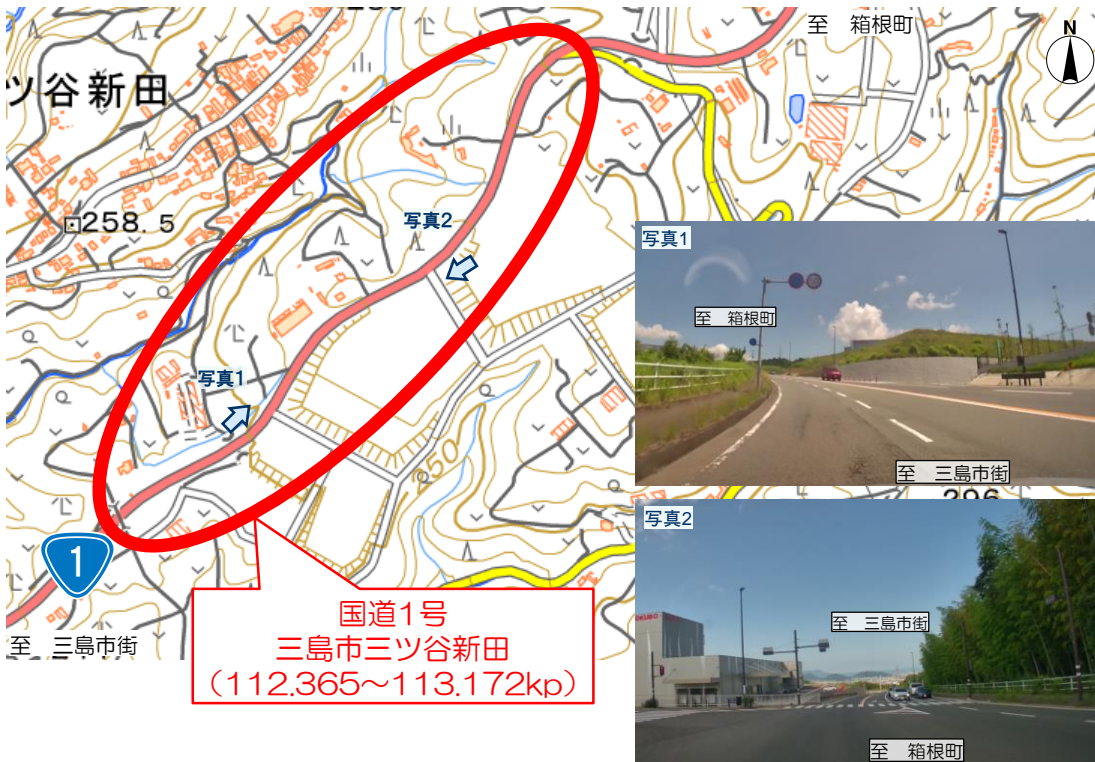 至 箱根町
N
ツ谷新田
258.5
写真2
写真1
250
1
至 三島市街
国道1号
三島市三ツ谷新田
（112.365～113.172kp）
写真1
至 箱根町
至 三島市街
296
写真2
至 三島市街
至 箱根町